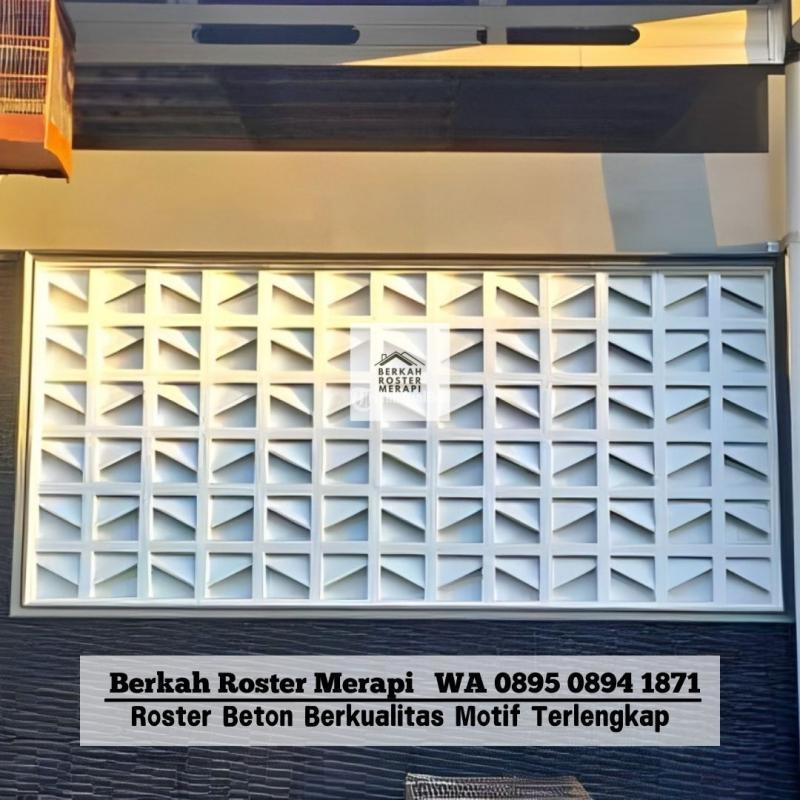 BERKAH
ROSTER
MERAPI
Berkah Roster Merapi WA 0895 0894 1871
Roster Beton Berkualitas Motif Terlengkap